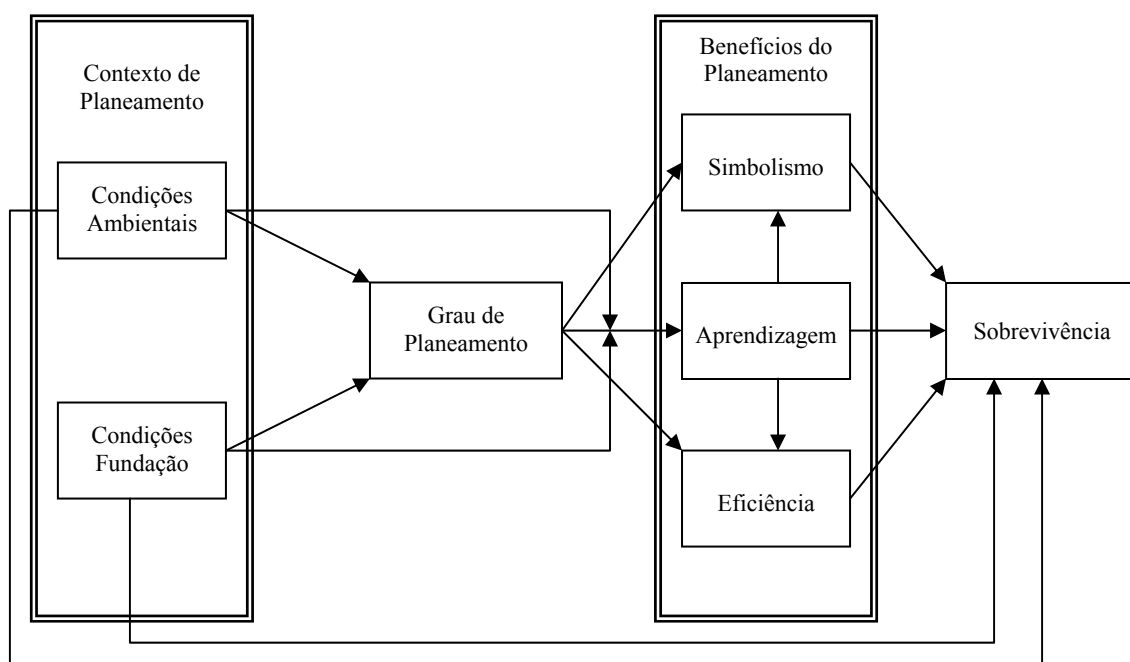 Contexto de
Planeamento
Condições
Ambientais
Condições
Fundação
Grau de
Planeamento
Benefícios do
Planeamento
Simbolismo
Aprendizagem
Eficiência
Sobrevivência